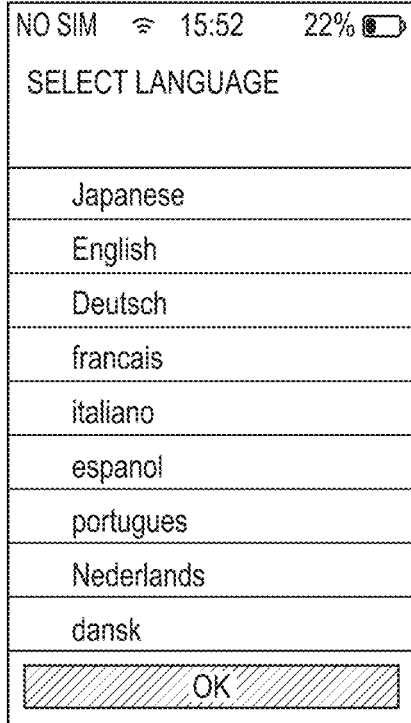 NO SIM 15:52 22%
SELECT LANGUAGE
Japanese
English
Deutsch
francais
italiano
espanol
portugues
Nederlands
dansk
OK